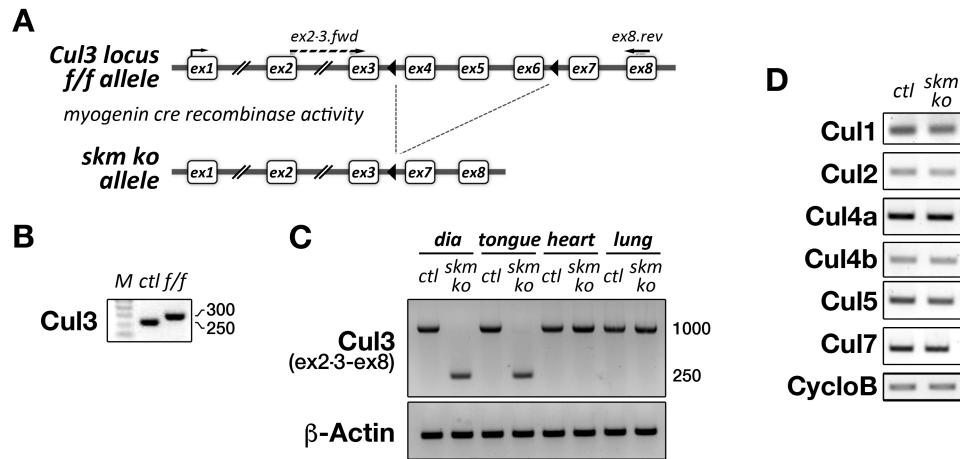 A
ex2-3.fwd
ex8.rev
Cul3 locus
f/f allele
ex1 ex2 ex3 ex4 ex5 ex6 ex7 ex8
myogenin cre recombinase activity
skm ko
allele
ex1 ex2 ex3 ex7 ex8
B
M ctl f/f
Cul3
300
250
C
dia tongue heart lung
ctl skm ko ctl skm ko ctl skm ko ctl skm ko
Cul3
(ex2-3-ex8)
1000
250
β-Actin
D
ctl skm ko
Cul1
Cul2
Cul4a
Cul4b
Cul5
Cul7
CycloB